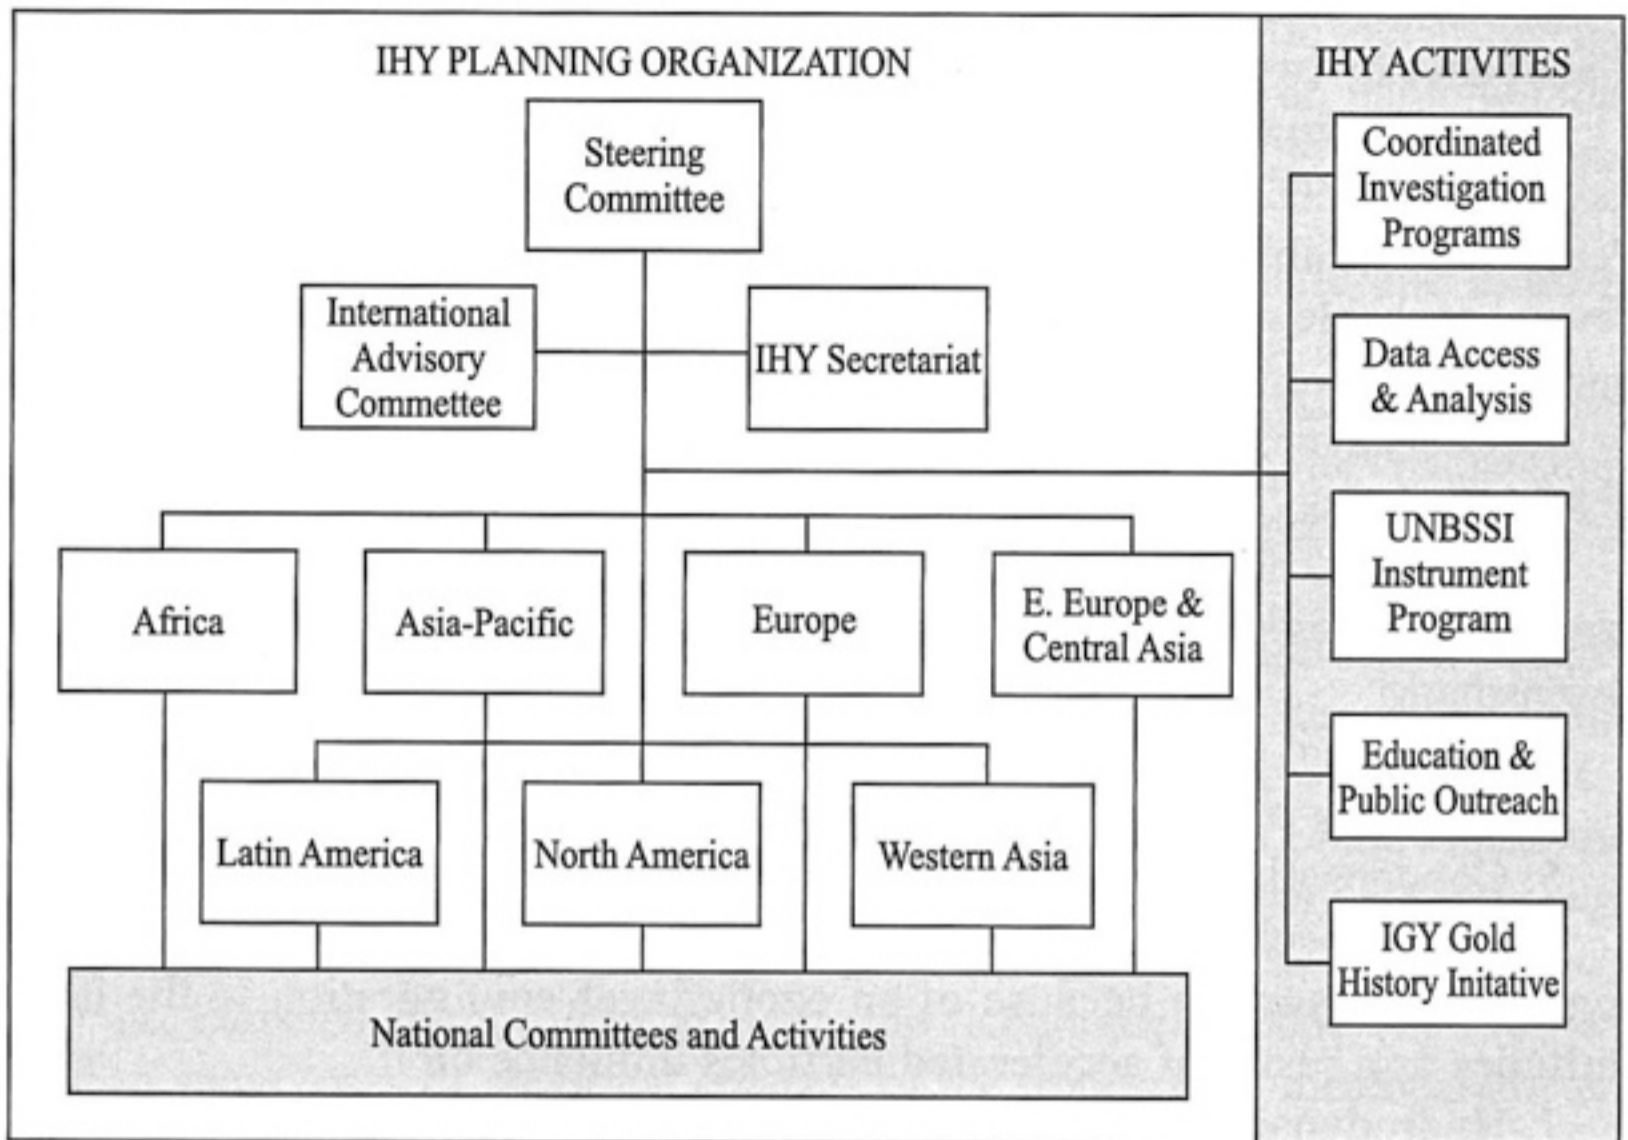 IHY PLANNING ORGANIZATION
Steering
Committee
International
Advisory
Commettee
IHY Secretariat
Africa
Asia-Pacific
Europe
E. Europe &
Central Asia
Latin America
North America
Western Asia
National Committees and Activities
IHY ACTIVITES
Coordinated
Investigation
Programs
Data Access
& Analysis
UNBSSI
Instrument
Program
Education &
Public Outreach
IGY Gold
History Initative